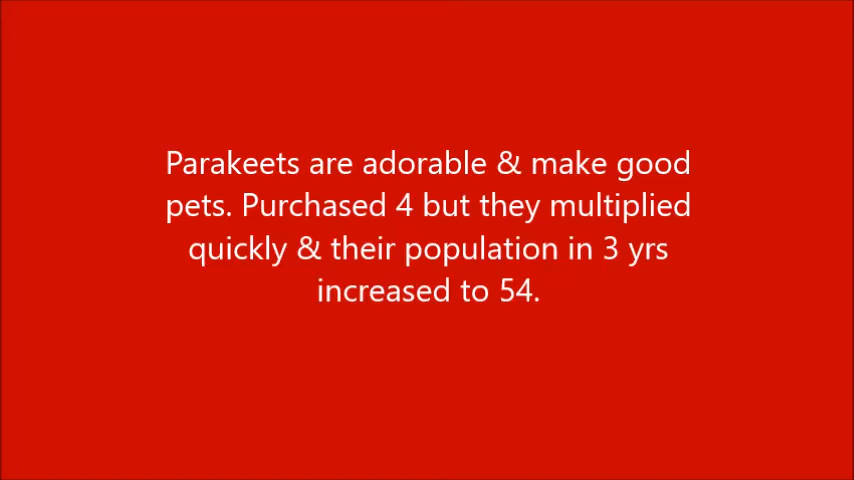 Parakeets are adorable & make good
pets. Purchased 4 but they multiplied
quickly & their population in 3 yrs
increased to 54.